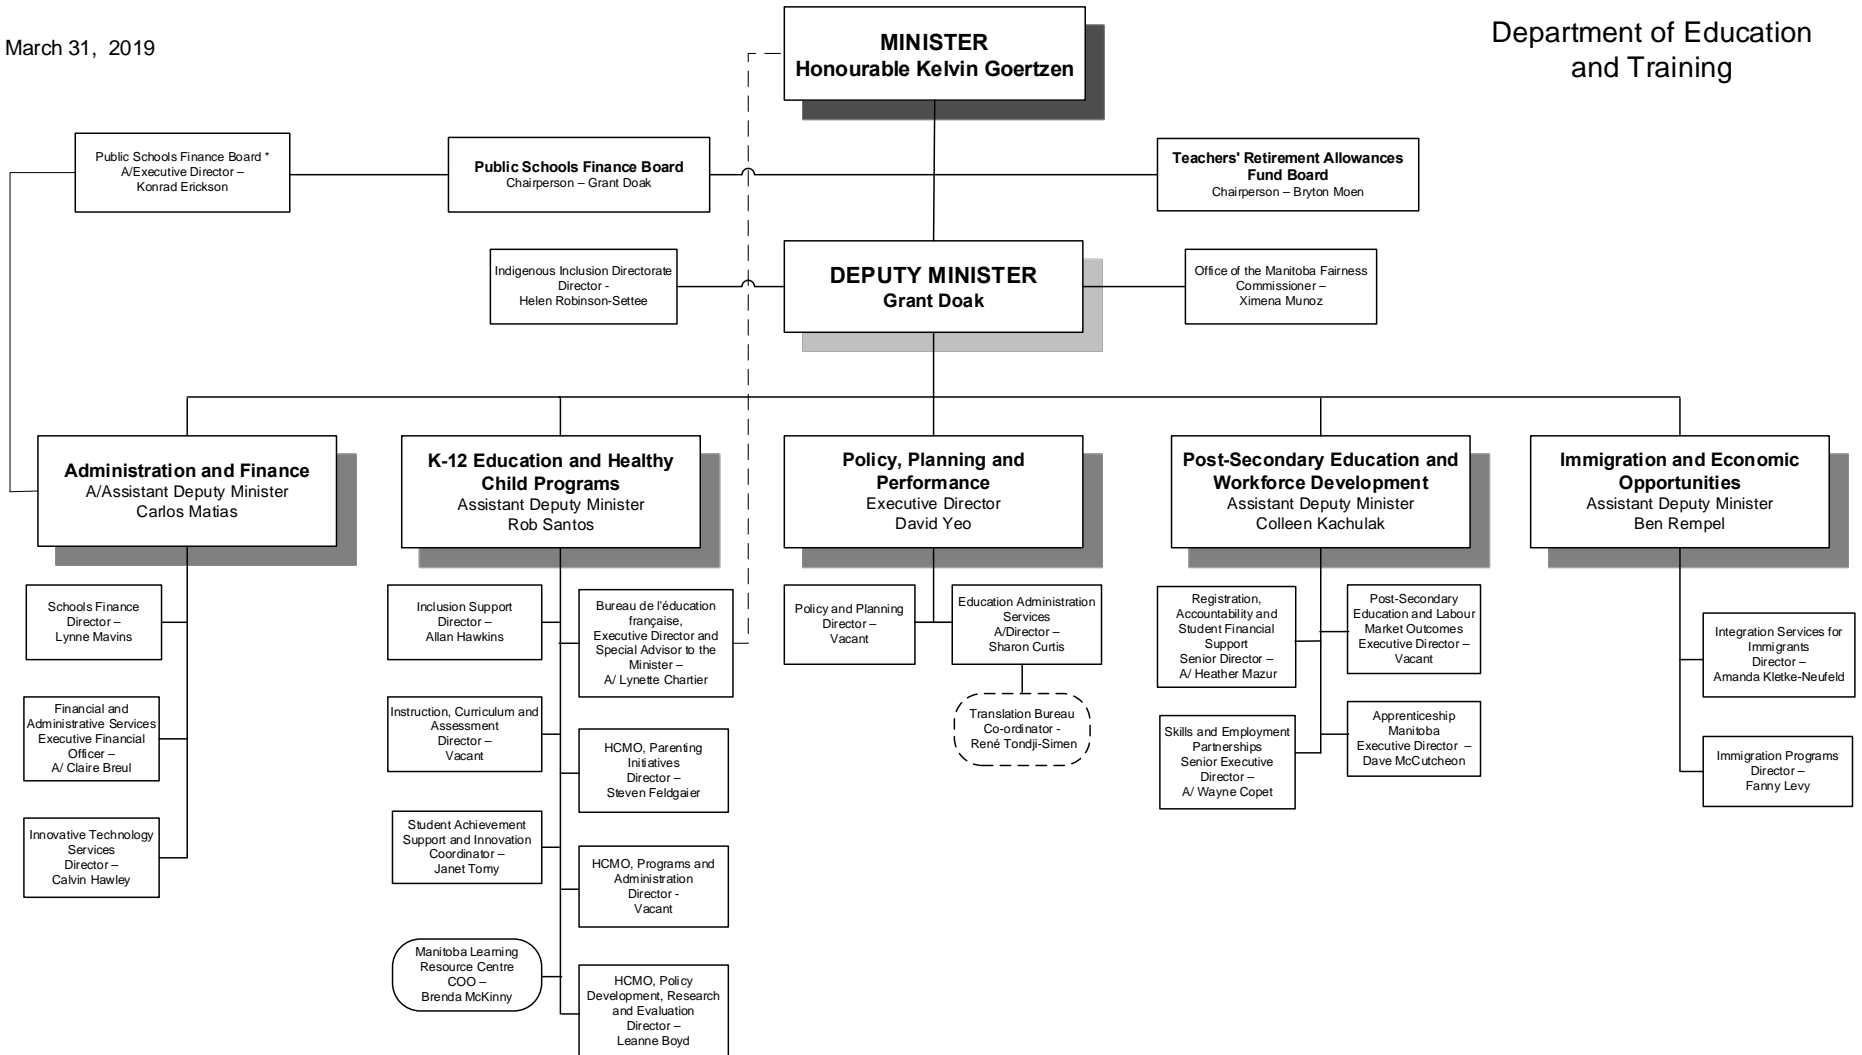 March 31, 2019
Department of Education
and Training
MINISTER
Honourable Kelvin Goertzen
Public Schools Finance Board *
A/Executive Director –
Konrad Erickson
Public Schools Finance Board
Chairperson – Grant Doak
Teachers' Retirement Allowances
Fund Board
Chairperson – Bryton Moen
Indigenous Inclusion Directorate
Director -
Helen Robinson-Settee
DEPUTY MINISTER
Grant Doak
Office of the Manitoba Fairness
Commissioner –
Ximena Munoz
Administration and Finance
A/Assistant Deputy Minister
Carlos Matias
K-12 Education and Healthy
Child Programs
Assistant Deputy Minister
Rob Santos
Policy, Planning and
Performance
Executive Director
David Yeo
Post-Secondary Education and
Workforce Development
Assistant Deputy Minister
Colleen Kachulak
Immigration and Economic
Opportunities
Assistant Deputy Minister
Ben Rempel
Schools Finance
Director –
Lynne Mavins
Financial and
Administrative Services
Executive Financial
Officer –
A/ Claire Breul
Innovative Technology
Services
Director –
Calvin Hawley
Inclusion Support
Director –
Allan Hawkins
Bureau de l'éducation
française,
Executive Director and
Special Advisor to the
Minister –
A/ Lynette Chartier
Instruction, Curriculum and
Assessment
Director –
Vacant
HCMO, Parenting
Initiatives
Director –
Steven Feldgaier
Student Achievement
Support and Innovation
Coordinator –
Janet Tomy
HCMO, Programs and
Administration
Director -
Vacant
Manitoba Learning
Resource Centre
COO –
Brenda McKinny
HCMO, Policy
Development, Research
and Evaluation
Director –
Leanne Boyd
Policy and Planning
Director –
Vacant
Education Administration
Services
A/Director –
Sharon Curtis
Translation Bureau
Co-ordinator -
René Tondji-Simen
Registration,
Accountability and
Student Financial
Support
Senior Director –
A/ Heather Mazur
Post-Secondary
Education and Labour
Market Outcomes
Executive Director –
Vacant
Skills and Employment
Partnerships
Senior Executive
Director –
A/ Wayne Copet
Apprenticeship
Manitoba
Executive Director –
Dave McCutcheon
Integration Services for
Immigrants
Director –
Amanda Kletke-Neufeld
Immigration Programs
Director –
Fanny Levy